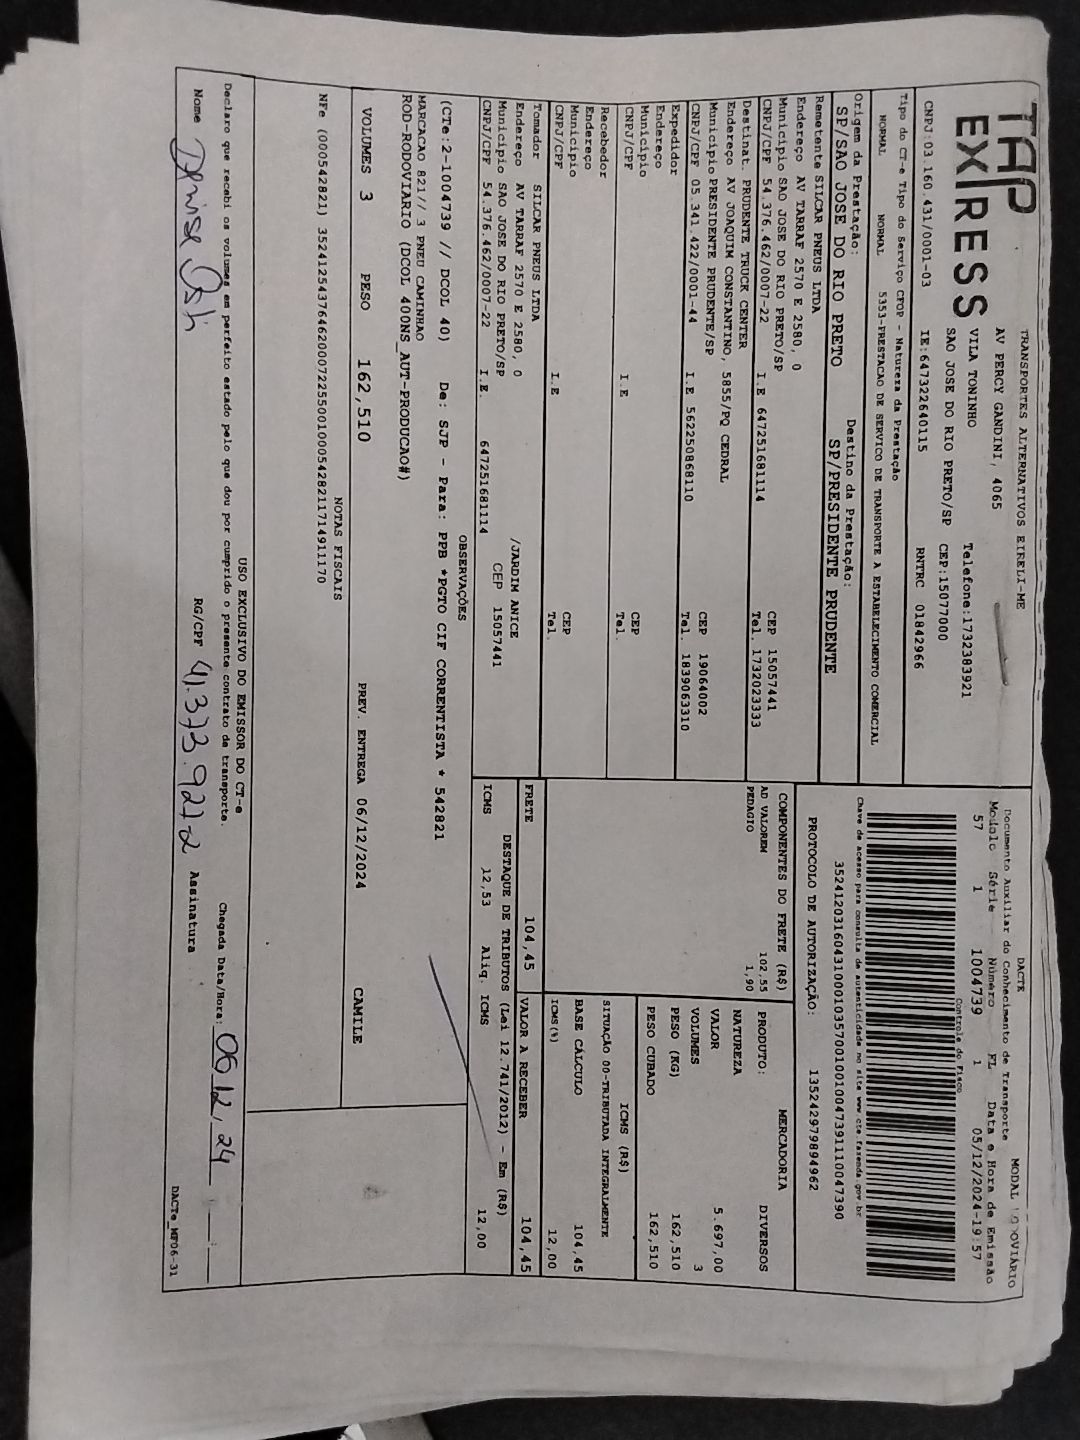 TAP
EXPRESS
TRANSPORTES ALTERNATIVOS EIRELI-ME
AV PERCY GANDINI, 4065
VILA TONINHO Telefone:1732383921
SAO JOSE DO RIO PRETO/SP CEP:15077000
CNPJ:03.160.431/0001-03 IE:647322640115 RNTRC 01842966
DACTE MODAL RODOVIÁRIO
Documento Auxiliar do Conhecimento de Transporte
Modelo Série Número FL Data e Hora de Emissão
57 1 1004739 1 05/12/2024-19:57
Controle do Fisco
Chave de acesso para consulta de autenticidade no site www.cte.fazenda.gov.br
35241203160431000103570010010047391110047390
PROTOCOLO DE AUTORIZAÇÃO: 135242979894962
Tipo do CT-e Tipo do Serviço CFOP - Natureza da Prestação
NORMAL NORMAL 5353-PRESTACAO DE SERVICO DE TRANSPORTE A ESTABELECIMENTO COMERCIAL
Origem da Prestação: Destino da Prestação:
SP/SAO JOSE DO RIO PRETO SP/PRESIDENTE PRUDENTE
Remetente SILCAR PNEUS LTDA
Endereço AV TARRAF 2570 E 2580, 0 CEP 15057441
Município SAO JOSE DO RIO PRETO/SP Tel. 1732023333
CNPJ/CPF 54.376.462/0007-22 I.E 647251681114
Destinat. PRUDENTE TRUCK CENTER
Endereço AV JOAQUIM CONSTANTINO, 5855/PQ CEDRAL
Município PRESIDENTE PRUDENTE/SP CEP 19064002
CNPJ/CPF 05.341.422/0001-44 I.E 562250868110 Tel. 1839063310
Expedidor
Endereço
Município CEP
CNPJ/CPF I.E Tel.
Recebedor
Endereço
Município CEP
CNPJ/CPF I.E Tel.
Tomador SILCAR PNEUS LTDA
Endereço AV TARRAF 2570 E 2580, 0 /JARDIM ANICE
Município SAO JOSE DO RIO PRETO/SP CEP 15057441
CNPJ/CPF 54.376.462/0007-22 I.E. 647251681114
COMPONENTES DO FRETE (R$)
AD VALOREM 102,55
PEDAGIO 1,90
MERCADORIA
PRODUTO: DIVERSOS
NATUREZA
VALOR 5.697,00
VOLUMES 3
PESO (KG) 162,510
PESO CUBADO 162,510
ICMS (R$)
SITUAÇÃO 00-TRIBUTADA INTEGRALMENTE
BASE CÁLCULO 104,45
ICMS(%) 12,00
FRETE 104,45 VALOR A RECEBER 104,45
DESTAQUE DE TRIBUTOS (Lei 12.741/2012) - Em (R$)
ICMS 12,53 Aliq. ICMS 12,00
OBSERVAÇÕES
(CTe:2-1004739 // DCOL 40) De: SJP - Para: PPB *PGTO CIF CORRENTISTA * 542821
MARCACAO 821// 3 PNEU CAMINHAO
ROD-RODOVIARIO (DCOL 400NS_AUT-PRODUCAO#)
VOLUMES 3 PESO 162,510 PREV. ENTREGA 06/12/2024 CAMILE
NOTAS FISCAIS
NFe (000542821) 35241254376462000722550010005428211714911170
USO EXCLUSIVO DO EMISSOR DO CT-e
Declaro que recebi os volumes em perfeito estado pelo que dou por cumprido o presente contrato de transporte. Chegada Data/Hora: 06,12,24
Nome Denise RG/CPF 41.373.927-2 Assinatura
DACTe_MP06-31